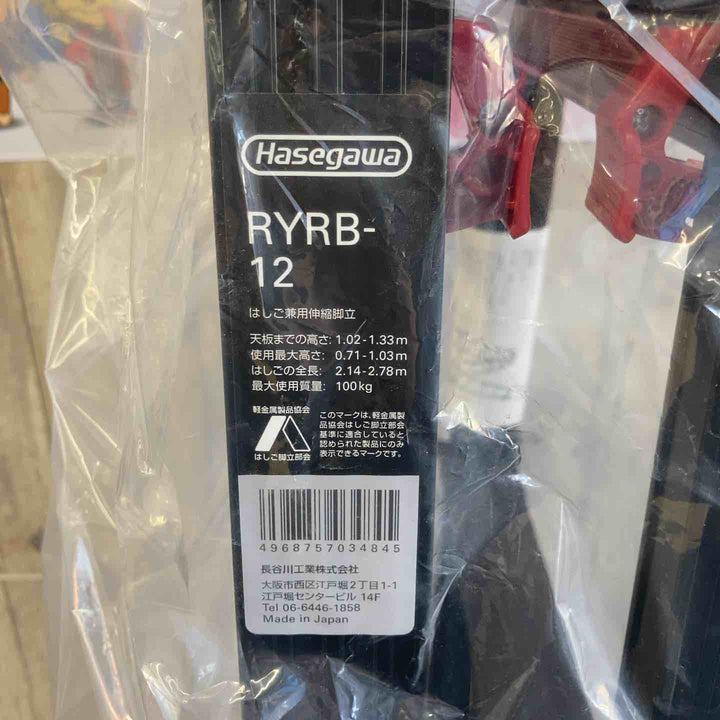 Hasegawa
RYRB-
12
はしご兼用伸縮脚立
天板までの高さ: 1.02-1.33m
使用最大高さ: 0.71-1.03m
はしごの全長: 2.14-2.78m
最大使用質量: 100kg
軽金属製品協会
はしご脚立部会
このマークは、軽金属製
品協会はしご脚立部会
基準に適合していると
認められた製品にのみ
表示できるマークです。
4968757034845
長谷川工業株式会社
大阪市西区江戸堀2丁目1-1
江戸堀センタービル 14F
Tel 06-6446-1858
Made in Japan